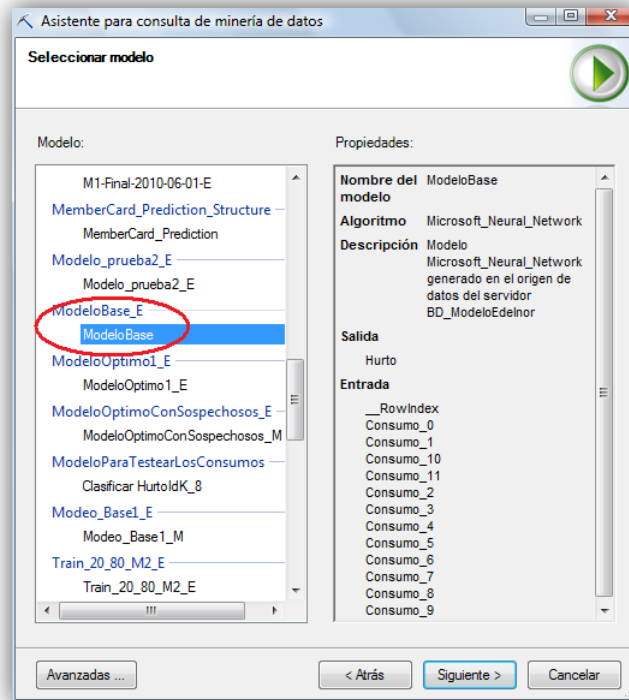 Asistente para consulta de minería de datos
Seleccionar modelo
Modelo:
M1-Final-2010-06-01-E
MemberCard_Prediction_Structure
MemberCard_Prediction
Modelo_prueba2_E
Modelo_prueba2_E
ModeloBase_E
ModeloBase
ModeloOptimo1_E
ModeloOptimo1_E
ModeloOptimoConSospechosos_E
ModeloOptimoConSospechosos_M
ModeloParaTestearLosConsumos
Clasificar HurtoIdK_8
Modeo_Base1_E
Modeo_Base1_M
Train_20_80_M2_E
Train_20_80_M2_E
Propiedades:
Nombre del modelo ModeloBase
Algoritmo Microsoft_Neural_Network
Descripción Modelo
Microsoft_Neural_Network
generado en el origen de
datos del servidor
BD_ModeloEdelnor
Salida
Hurto
Entrada
__RowIndex
Consumo_0
Consumo_1
Consumo_10
Consumo_11
Consumo_2
Consumo_3
Consumo_4
Consumo_5
Consumo_6
Consumo_7
Consumo_8
Consumo_9
Avanzadas ...
< Atrás
Siguiente >
Cancelar